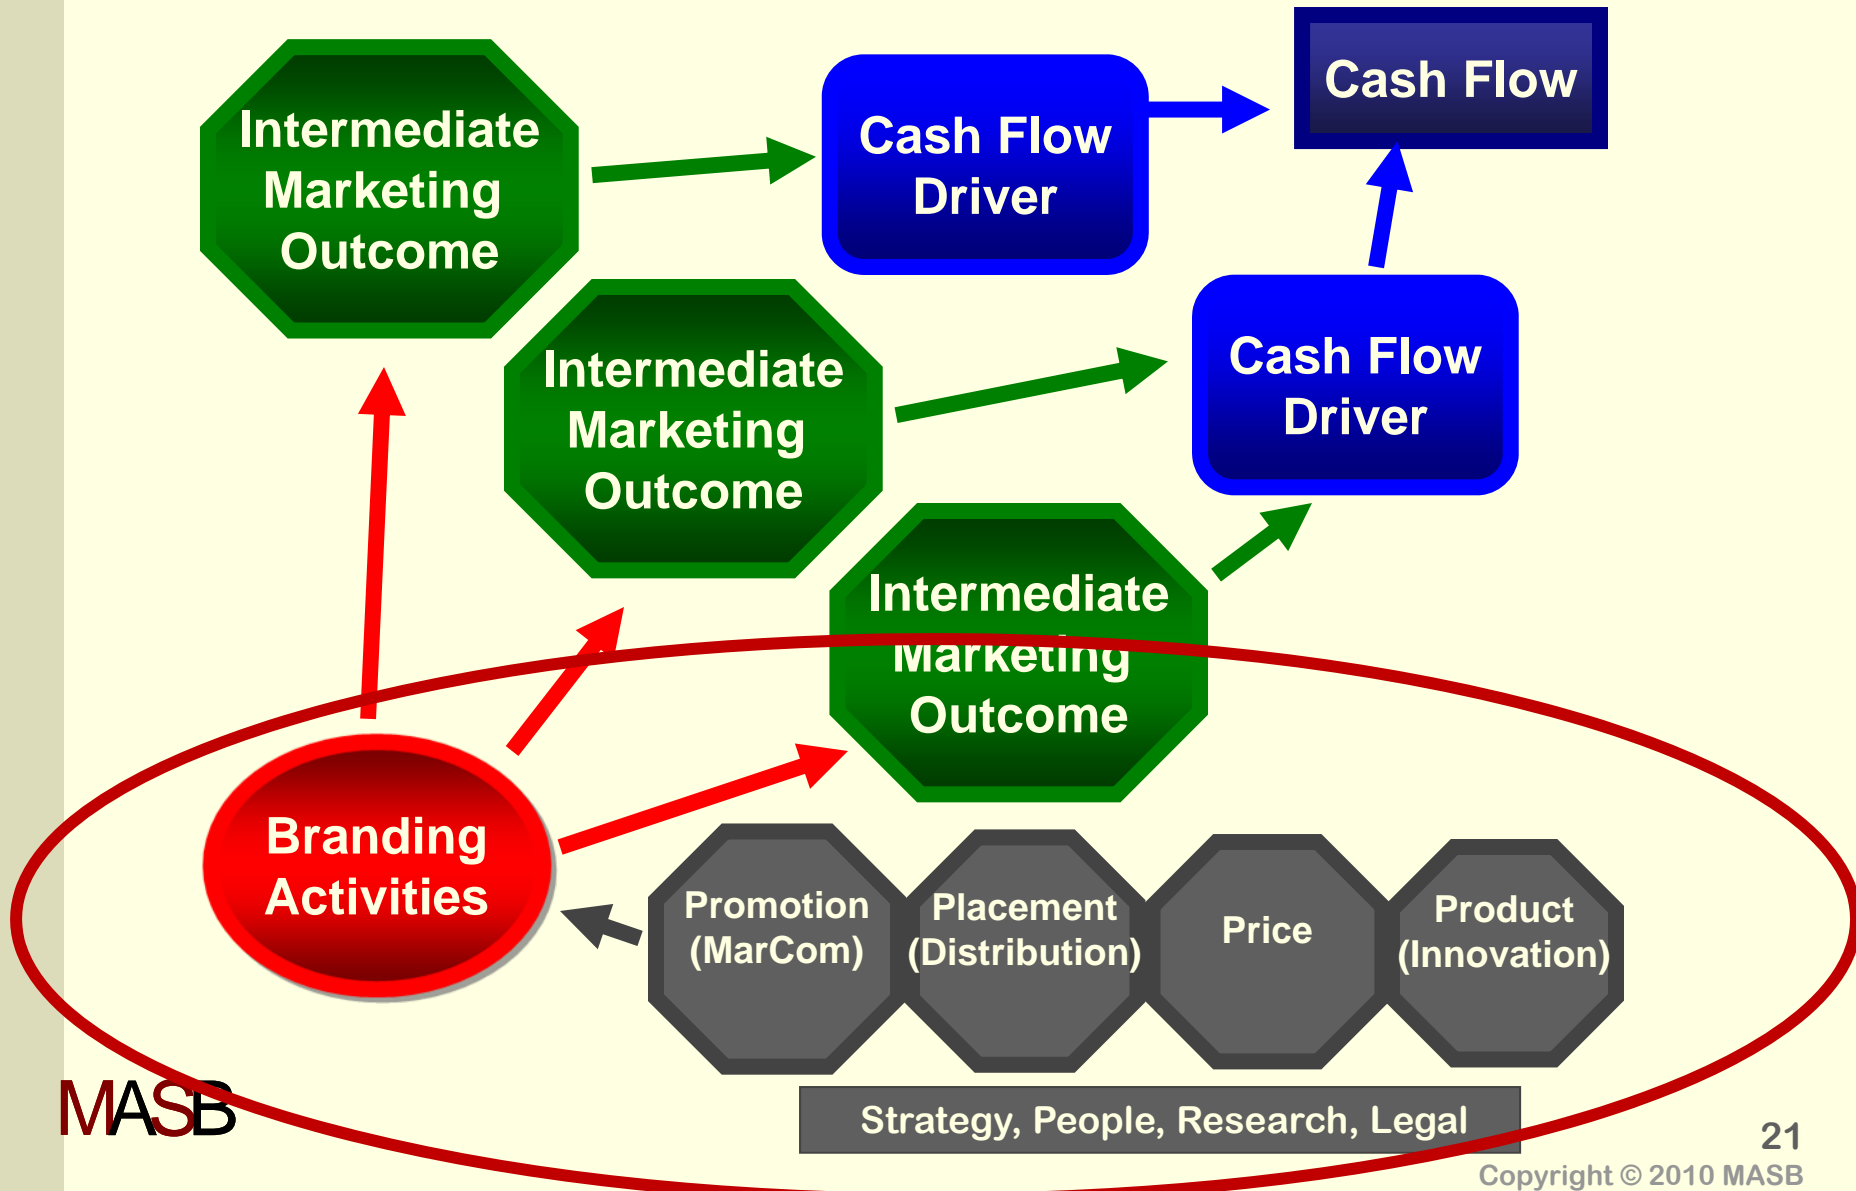 Cash Flow
Intermediate
Marketing
Outcome
Cash Flow
Driver
Intermediate
Marketing
Outcome
Cash Flow
Driver
Intermediate
Marketing
Outcome
Branding
Activities
Promotion
(MarCom)
Placement
(Distribution)
Price
Product
(Innovation)
Strategy, People, Research, Legal
MASB
21
Copyright © 2010 MASB